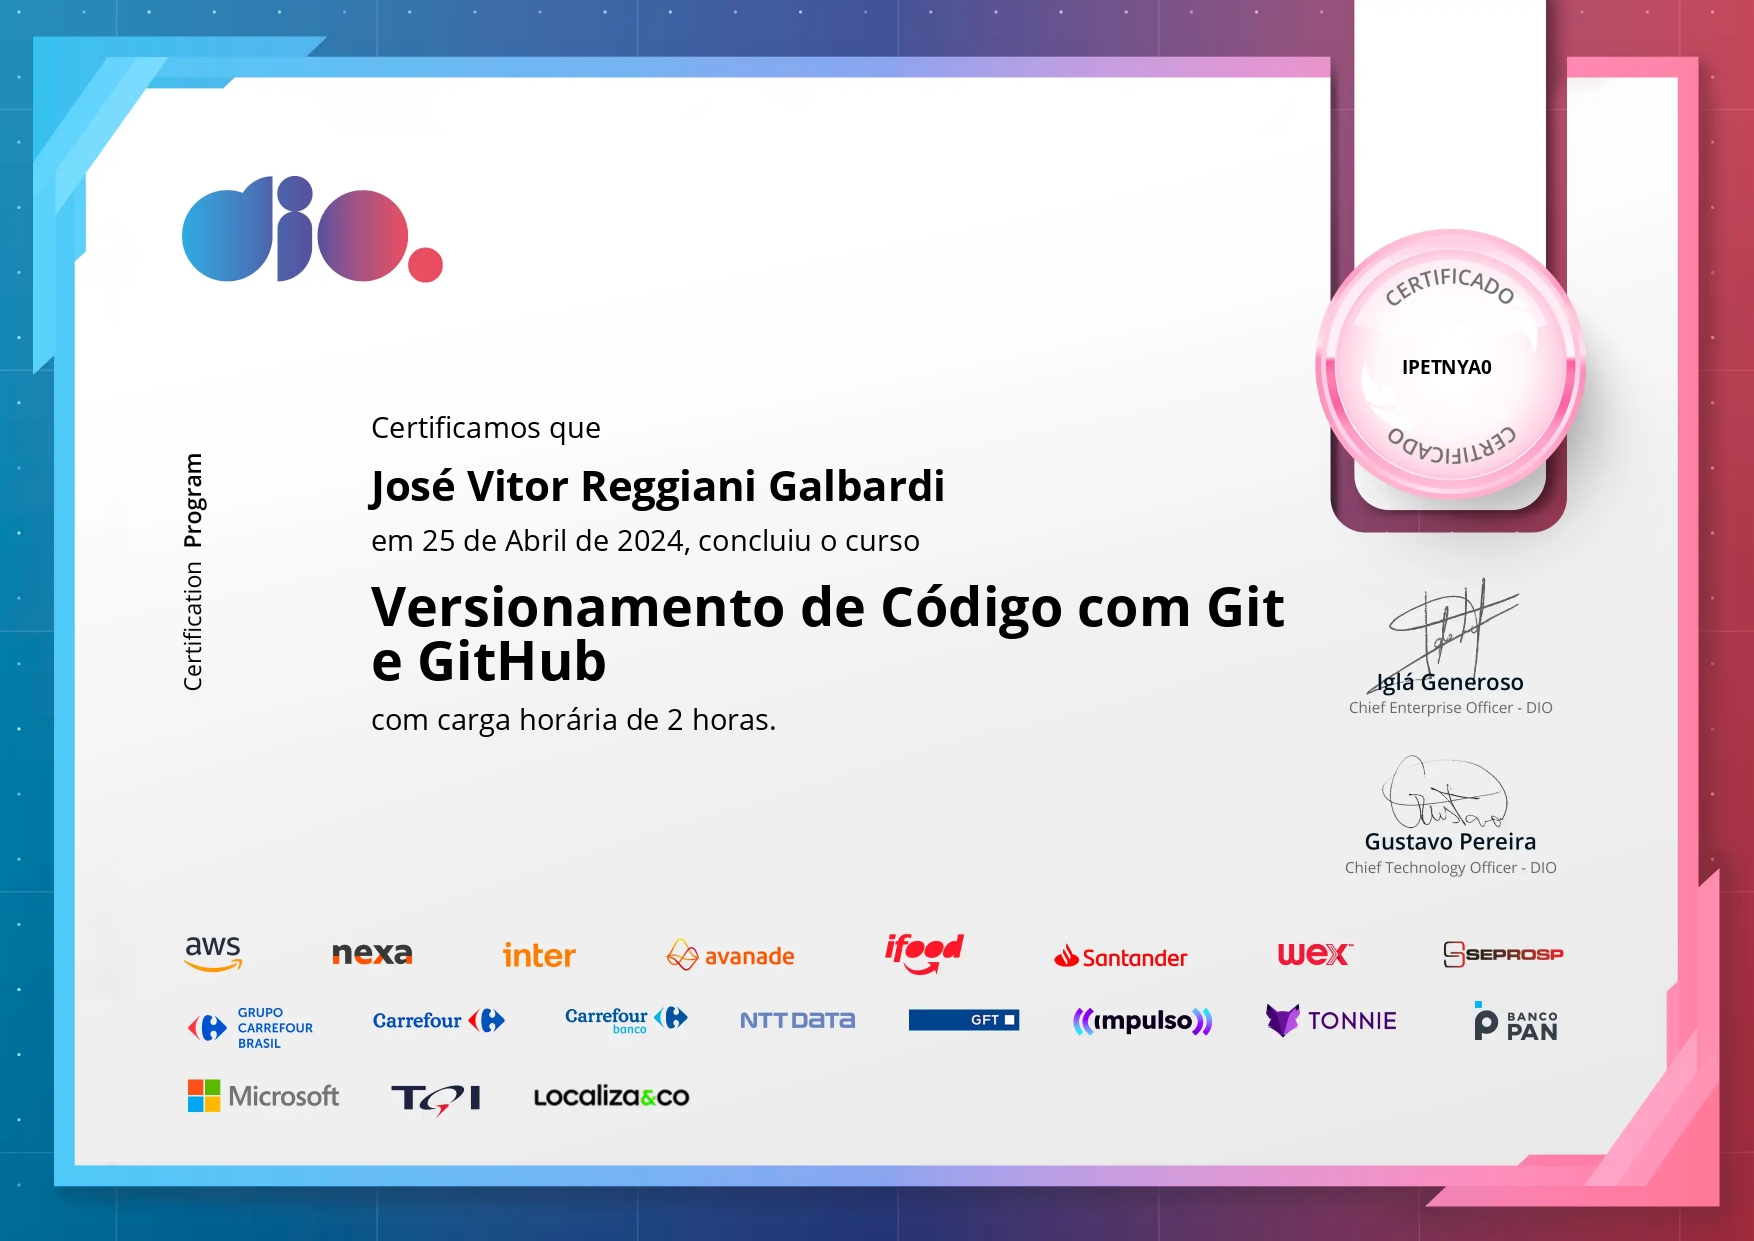 dio.
CERTIFICADO
IPETNYA0
CERTIFICADO
Certification Program
Certificamos que
José Vitor Reggiani Galbardi
em 25 de Abril de 2024, concluiu o curso
Versionamento de Código com Git
e GitHub
com carga horária de 2 horas.
Iglá Generoso
Chief Enterprise Officer - DIO
Gustavo
Gustavo Pereira
Chief Technology Officer - DIO
aws nexa inter avanade ifood Santander wex™ SEPROSP
GRUPO
CARREFOUR
BRASIL
Carrefour
Carrefour
banco
NTT DATA GFT impulso TONNIE
BANCO
PAN
Microsoft TQI Localiza&co